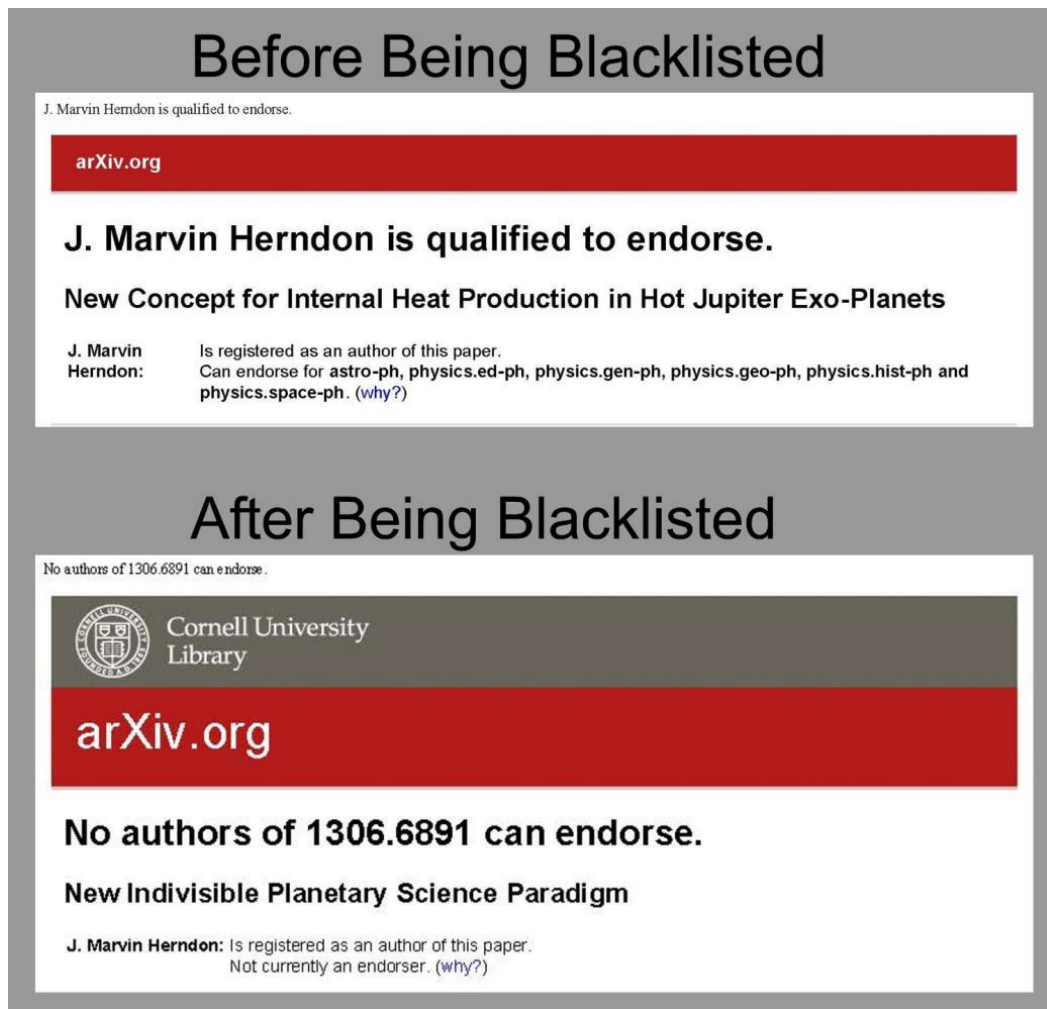 Before Being Blacklisted
J. Marvin Herndon is qualified to endorse.
arXiv.org
J. Marvin Herndon is qualified to endorse.
New Concept for Internal Heat Production in Hot Jupiter Exo-Planets
J. Marvin Herndon: Is registered as an author of this paper.
Can endorse for astro-ph, physics.ed-ph, physics.gen-ph, physics.geo-ph, physics.hist-ph and
physics.space-ph. (why?)
After Being Blacklisted
No authors of 1306.6891 can endorse.
Cornell University
Library
arXiv.org
No authors of 1306.6891 can endorse.
New Indivisible Planetary Science Paradigm
J. Marvin Herndon: Is registered as an author of this paper.
Not currently an endorser. (why?)